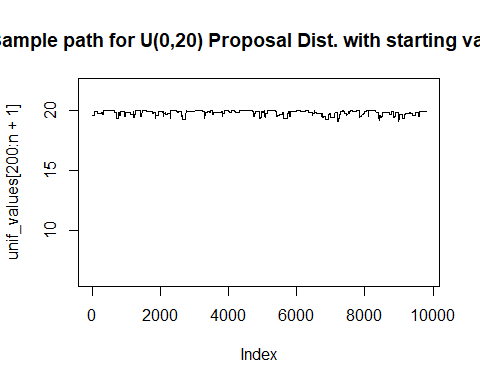 sample path for U(0,20) Proposal Dist. with starting va
unif_values[200:n + 1]
20
15
10
0 2000 4000 6000 8000 10000
Index